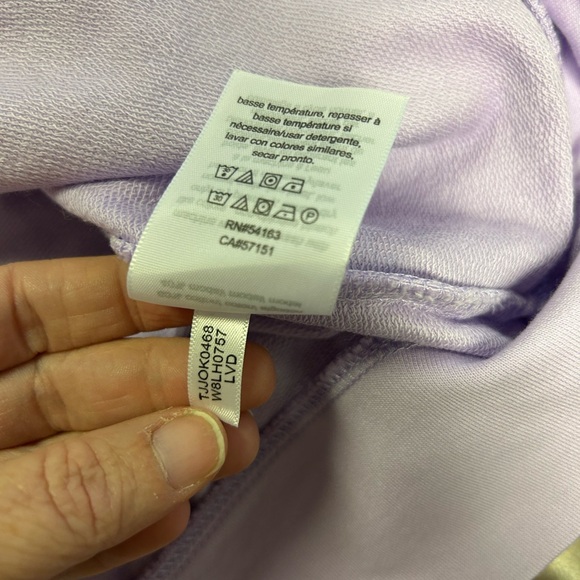 basse température, repasser à
basse température si
nécessaire/usar detergente,
lavar con colores similares,
secar pronto.
30
RN#54163
CA#57151
TJJOK0468
W8LH0757
LVD